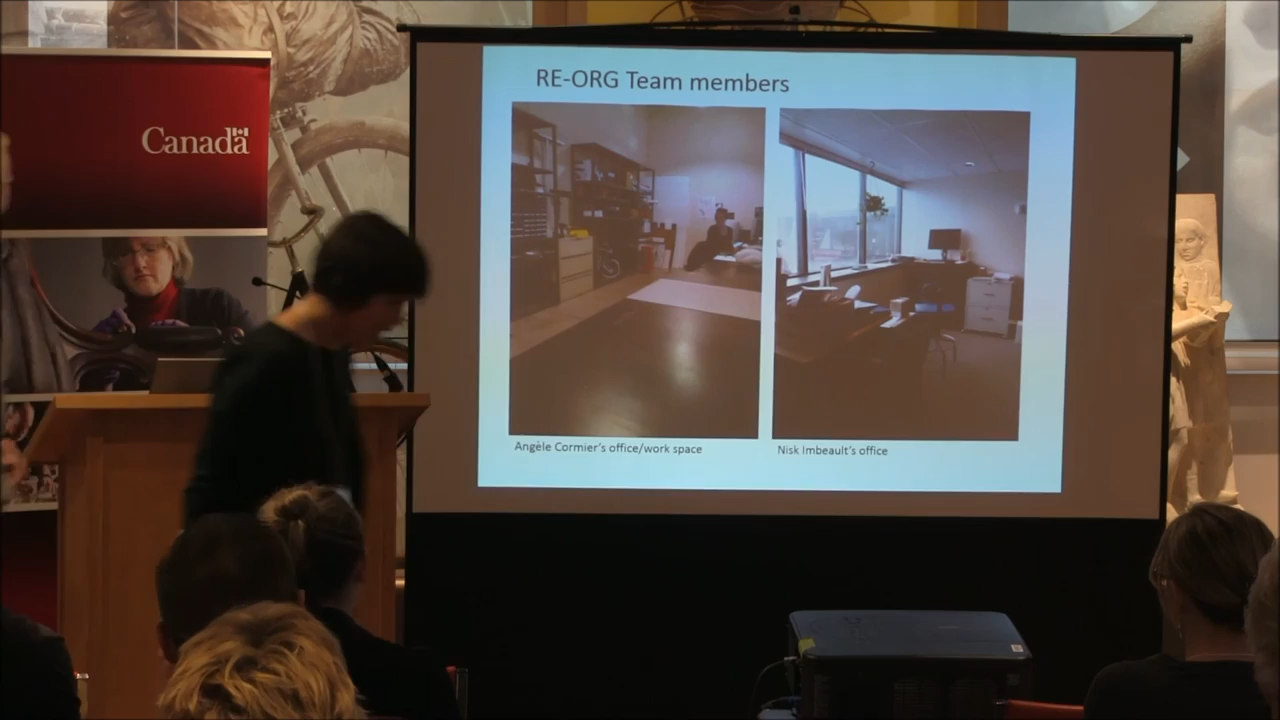 Canada
RE-ORG Team members
Angèle Cormier's office/work space
Nisk Imbeault's office